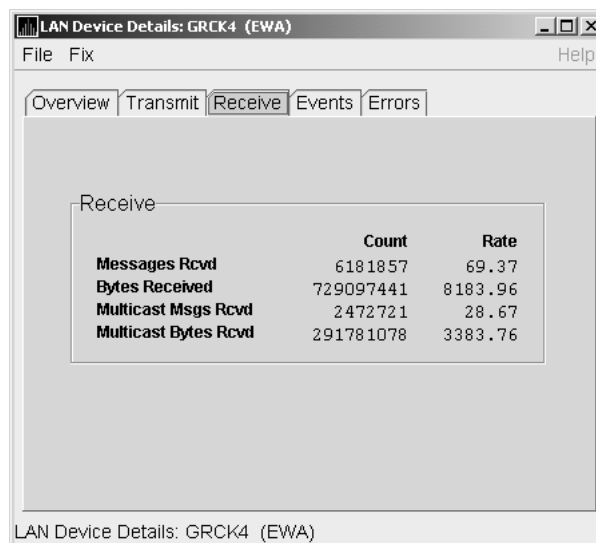 LAN Device Details: GRCK4 (EWA)
File Fix Help
Overview Transmit Receive Events Errors
Receive
Count Rate
Messages Rcvd 6181857 69.37
Bytes Received 729097441 8183.96
Multicast Msgs Rcvd 2472721 28.67
Multicast Bytes Rcvd 291781078 3383.76
LAN Device Details: GRCK4 (EWA)